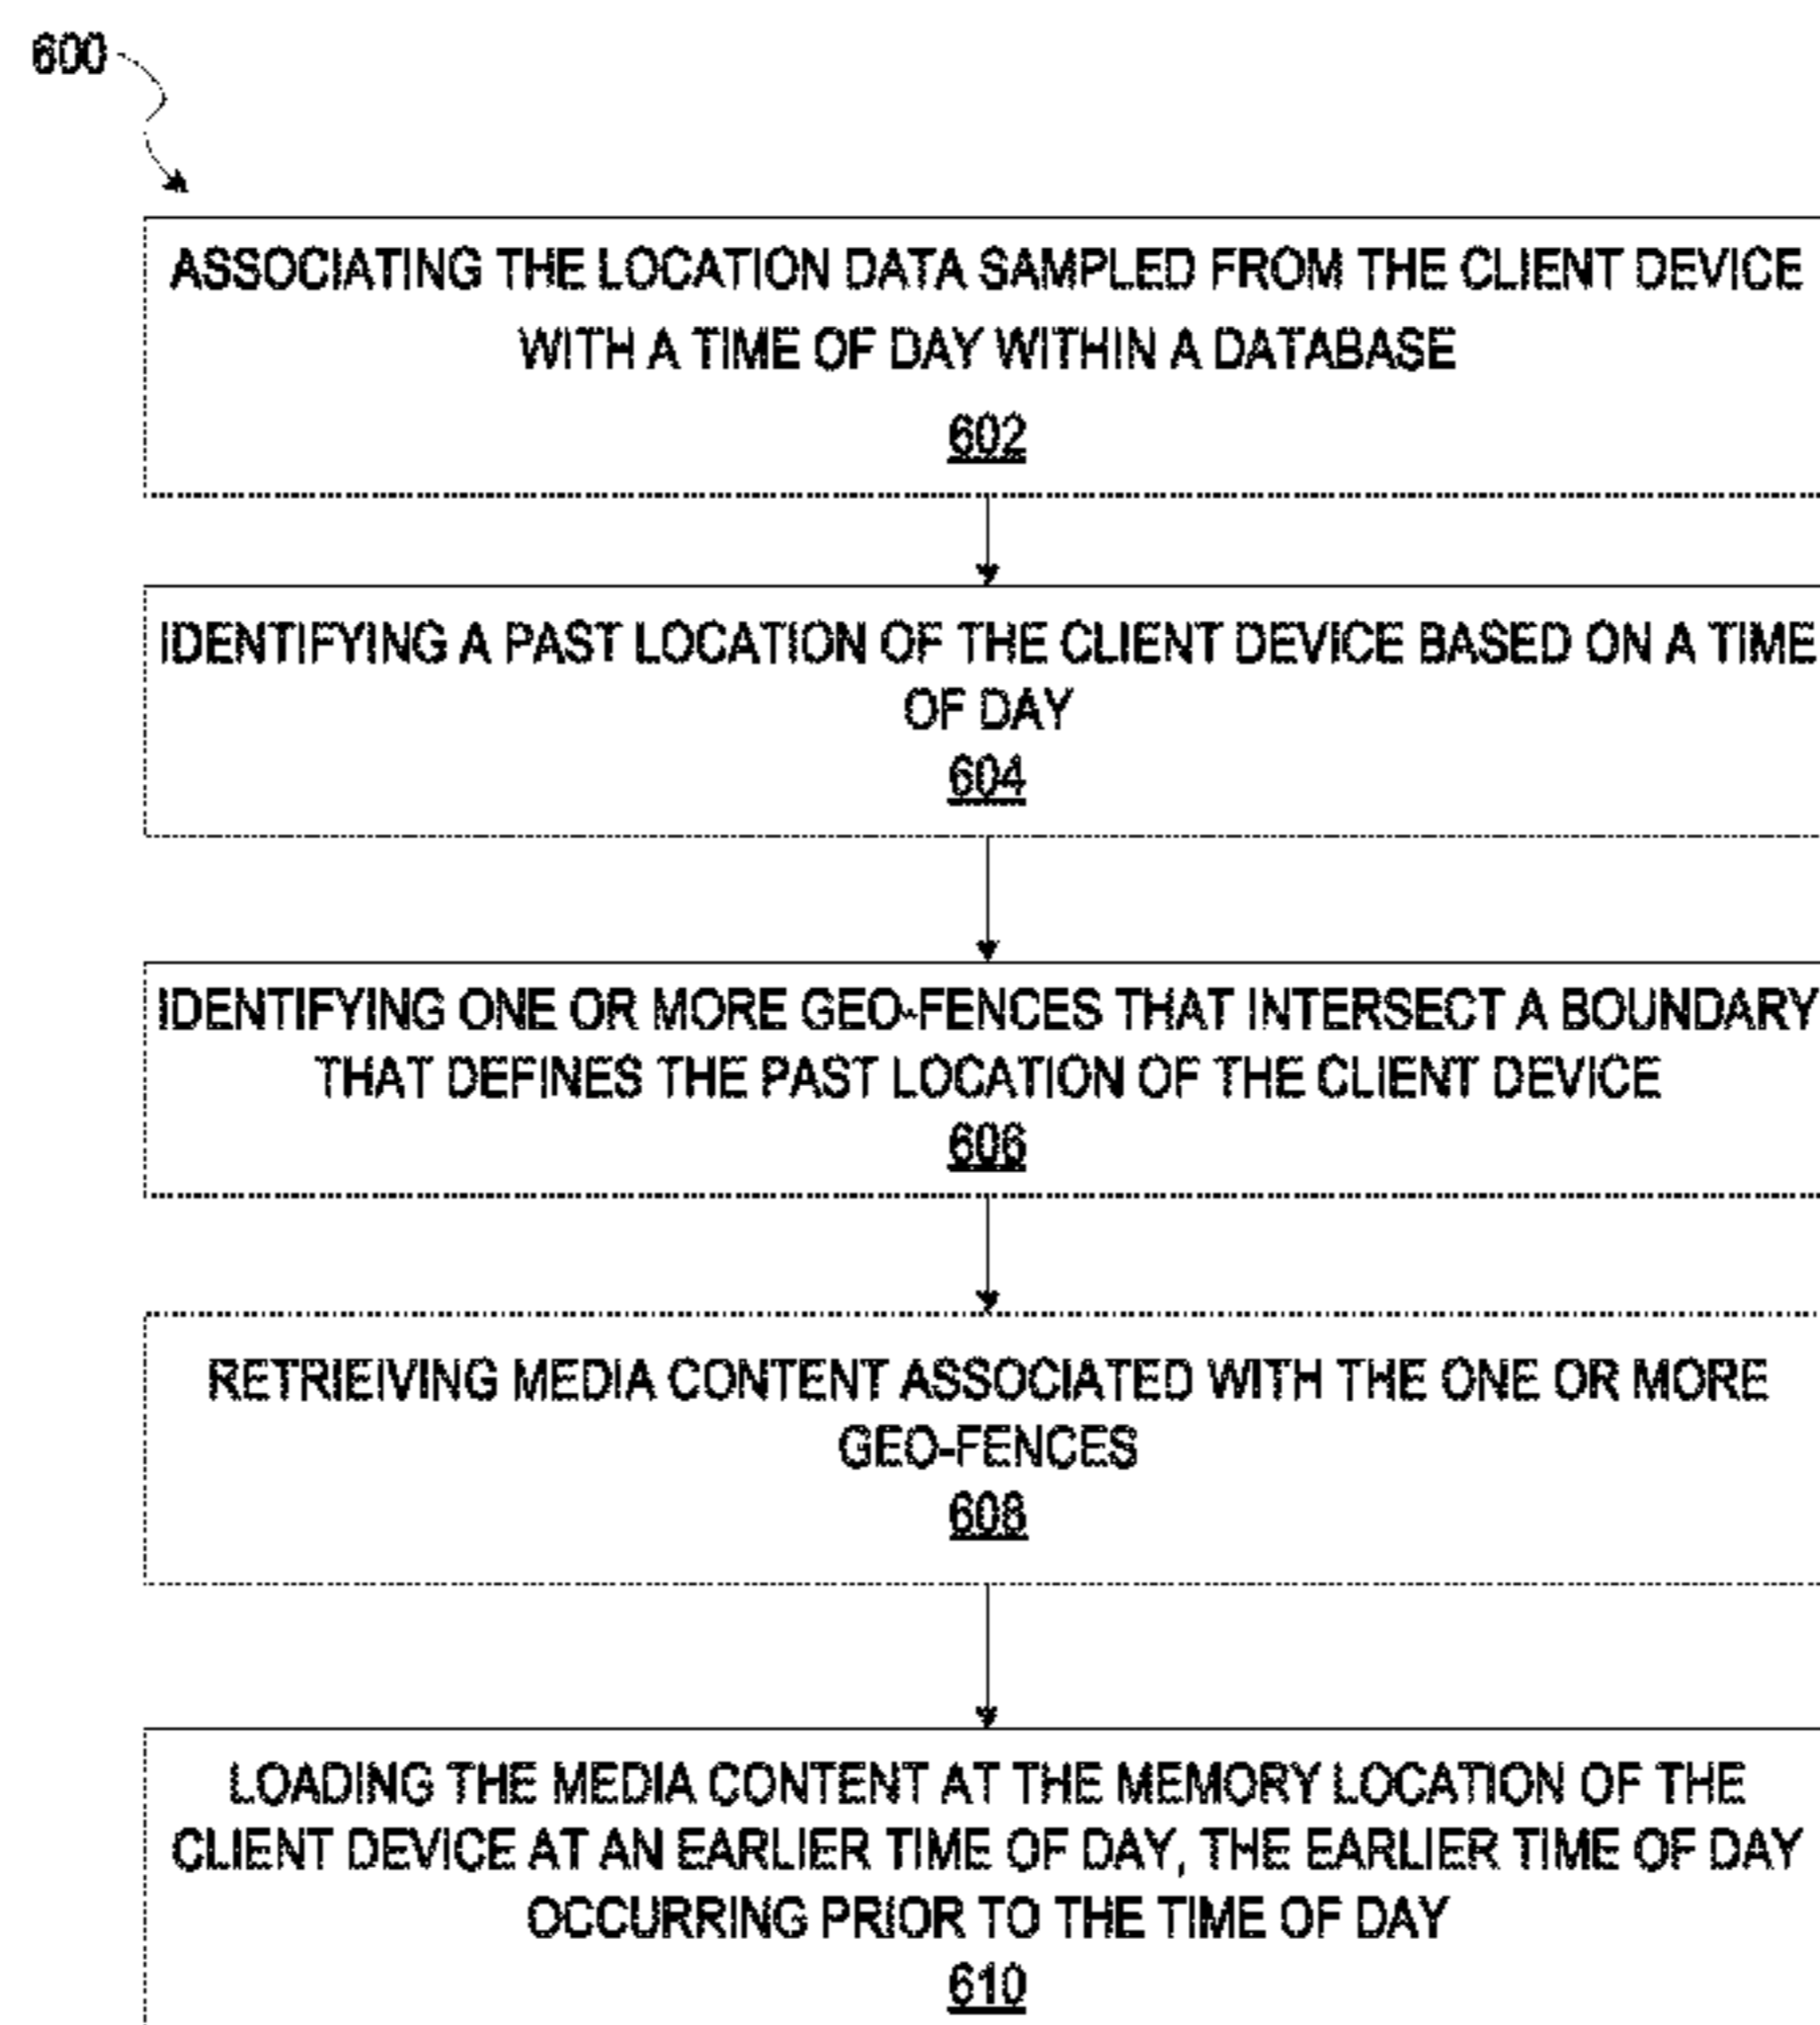 600
ASSOCIATING THE LOCATION DATA SAMPLED FROM THE CLIENT DEVICE
WITH A TIME OF DAY WITHIN A DATABASE
602
IDENTIFYING A PAST LOCATION OF THE CLIENT DEVICE BASED ON A TIME
OF DAY
604
IDENTIFYING ONE OR MORE GEO-FENCES THAT INTERSECT A BOUNDARY
THAT DEFINES THE PAST LOCATION OF THE CLIENT DEVICE
606
RETRIEIVING MEDIA CONTENT ASSOCIATED WITH THE ONE OR MORE
GEO-FENCES
608
LOADING THE MEDIA CONTENT AT THE MEMORY LOCATION OF THE
CLIENT DEVICE AT AN EARLIER TIME OF DAY, THE EARLIER TIME OF DAY
OCCURRING PRIOR TO THE TIME OF DAY
610